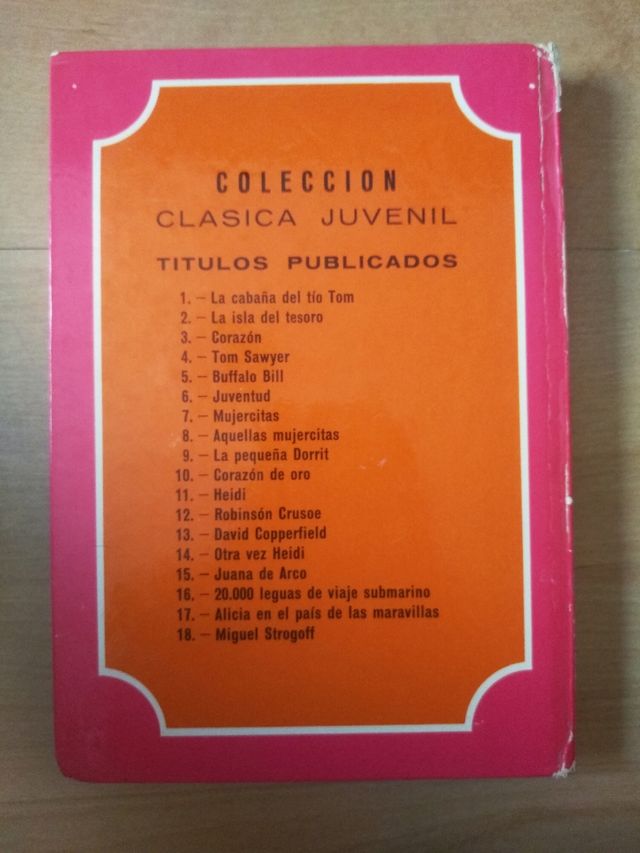 COLECCION
CLASICA JUVENIL
TITULOS PUBLICADOS
1. – La cabaña del tío Tom
2. – La isla del tesoro
3. – Corazón
4. – Tom Sawyer
5. – Buffalo Bill
6. – Juventud
7. – Mujercitas
8. – Aquellas mujercitas
9. – La pequeña Dorrit
10. – Corazón de oro
11. – Heidi
12. – Robinsón Crusoe
13. – David Copperfield
14. – Otra vez Heidi
15. – Juana de Arco
16. – 20.000 leguas de viaje submarino
17. – Alicia en el país de las maravillas
18. – Miguel Strogoff